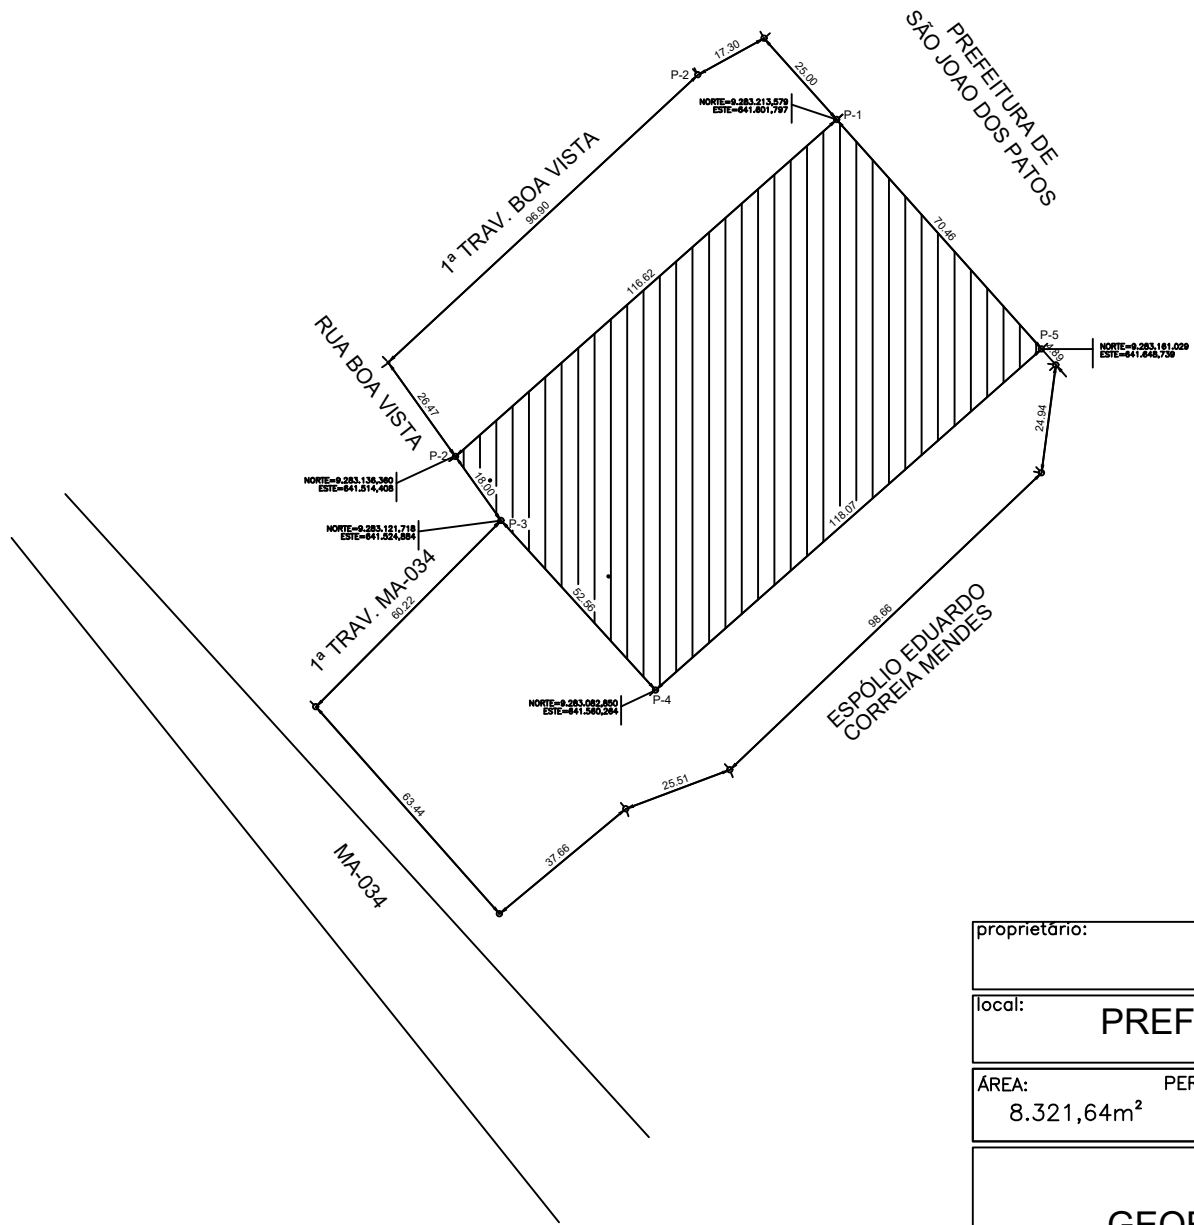 PREFEITURA DE
SÃO JOAO DOS PATOS
17.30
P-2
25.00
NORTE=9.283.213,579
ESTE=641.601,797
P-1
1ª TRAV. BOA VISTA
96.90
70.46
116.62
RUA BOA VISTA
P-5
4.89
NORTE=9.283.161.029
ESTE=641.648,739
26.47
24.94
P-2
18.00
NORTE=9.283.136,360
ESTE=641.514,408
P-3
NORTE=9.283.121,718
ESTE=641.524,884
118.07
1ª TRAV. MA-034
60.22
52.56
98.66
ESPÓLIO EDUARDO
CORREIA MENDES
P-4
NORTE=9.283.082,850
ESTE=641.560,264
25.51
63.44
37.66
MA-034
proprietário:
local:
PREF
ÁREA:
PER
8.321,64m²
GEOR